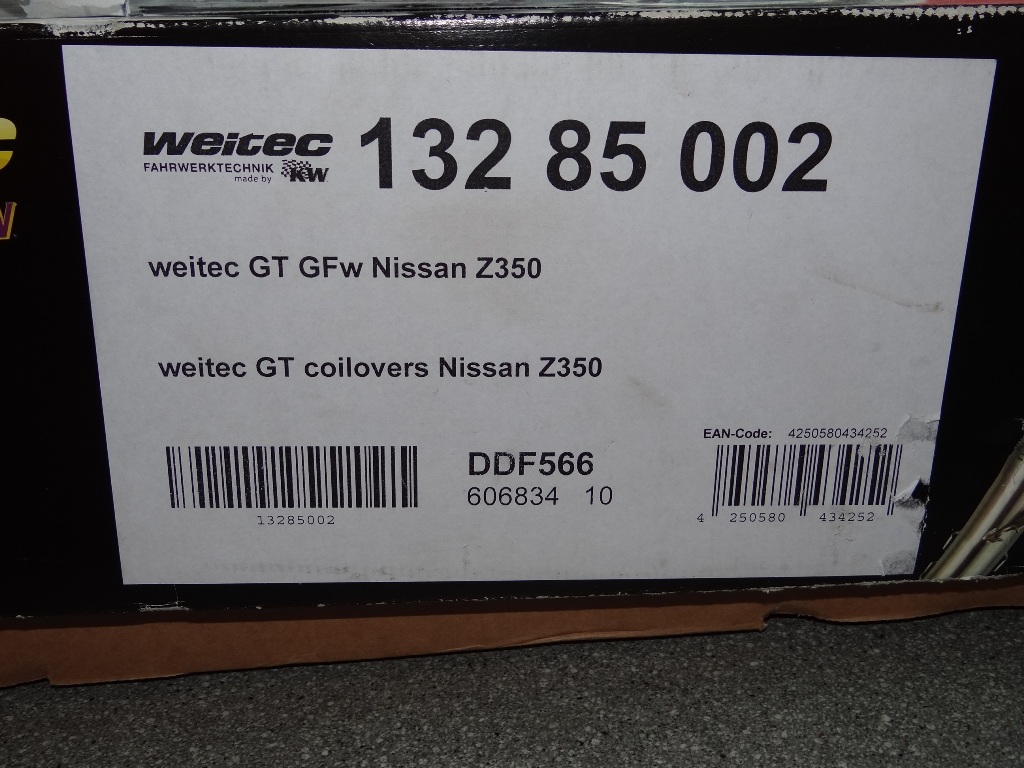 weitec
FAHRWERKTECHNIK
made by KW
132 85 002
weitec GT GFw Nissan Z350
weitec GT coilovers Nissan Z350
EAN-Code: 4250580434252
DDF566
606834 10
13285002
4 250580 434252